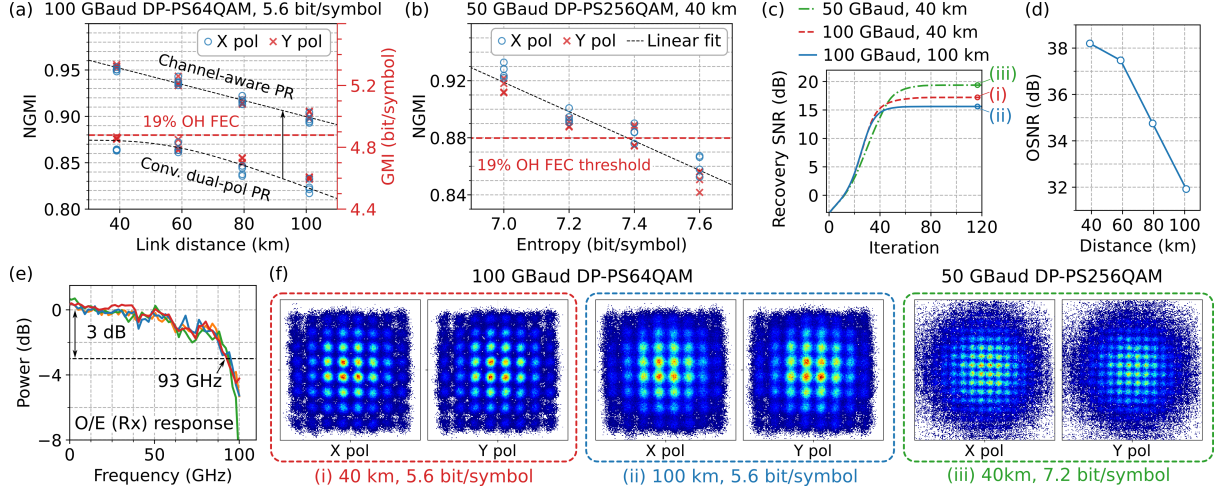 (a) 100 GBaud DP-PS64QAM, 5.6 bit/symbol
X pol
Y pol
Channel-aware PR
19% OH FEC
Conv. dual-pol PR
0.95
0.90
0.85
0.80
NGMI
5.2
5.0
4.8
4.6
4.4
GMI (bit/symbol)
40
60
80
100
Link distance (km)
(b) 50 GBaud DP-PS256QAM, 40 km
X pol
Y pol
Linear fit
19% OH FEC threshold
0.92
0.88
0.84
NGMI
7.0
7.2
7.4
7.6
Entropy (bit/symbol)
(c)
50 GBaud, 40 km
100 GBaud, 40 km
100 GBaud, 100 km
(iii)
(i)
(ii)
20
15
10
5
0
Recovery SNR (dB)
0
40
80
120
Iteration
(d)
38
36
34
32
OSNR (dB)
40
60
80
100
Distance (km)
(e)
0
−4
−8
Power (dB)
3 dB
93 GHz
O/E (Rx) response
0
25
50
75
100
Frequency (GHz)
(f)
100 GBaud DP-PS64QAM
50 GBaud DP-PS256QAM
X pol
Y pol
X pol
Y pol
X pol
Y pol
(i) 40 km, 5.6 bit/symbol
(ii) 100 km, 5.6 bit/symbol
(iii) 40km, 7.2 bit/symbol